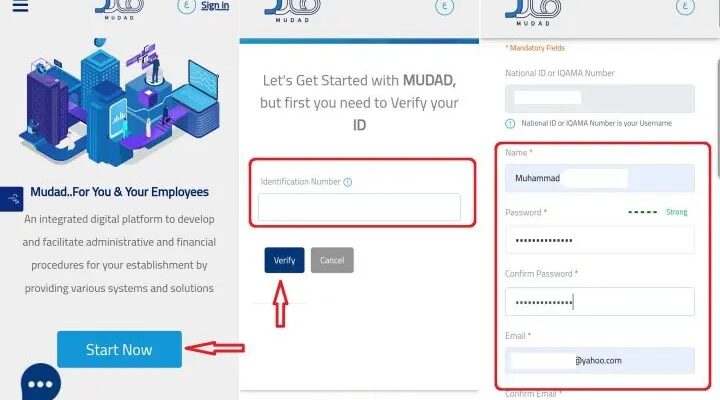 MUDAD
ع
Sign in
Mudad..For You & Your Employees
An integrated digital platform to develop
and facilitate administrative and financial
procedures for your establishment by
providing various systems and solutions
Start Now
MUDAD
ع
Let's Get Started with MUDAD,
but first you need to Verify your
ID
Identification Number
Verify
Cancel
MUDAD
ع
* Mandatory Fields
National ID or IQAMA Number
National ID or IQAMA Number is your Username
Name *
Muhammad
Password *
Strong
Confirm Password *
Email *
@yahoo.com
Confirm Email *